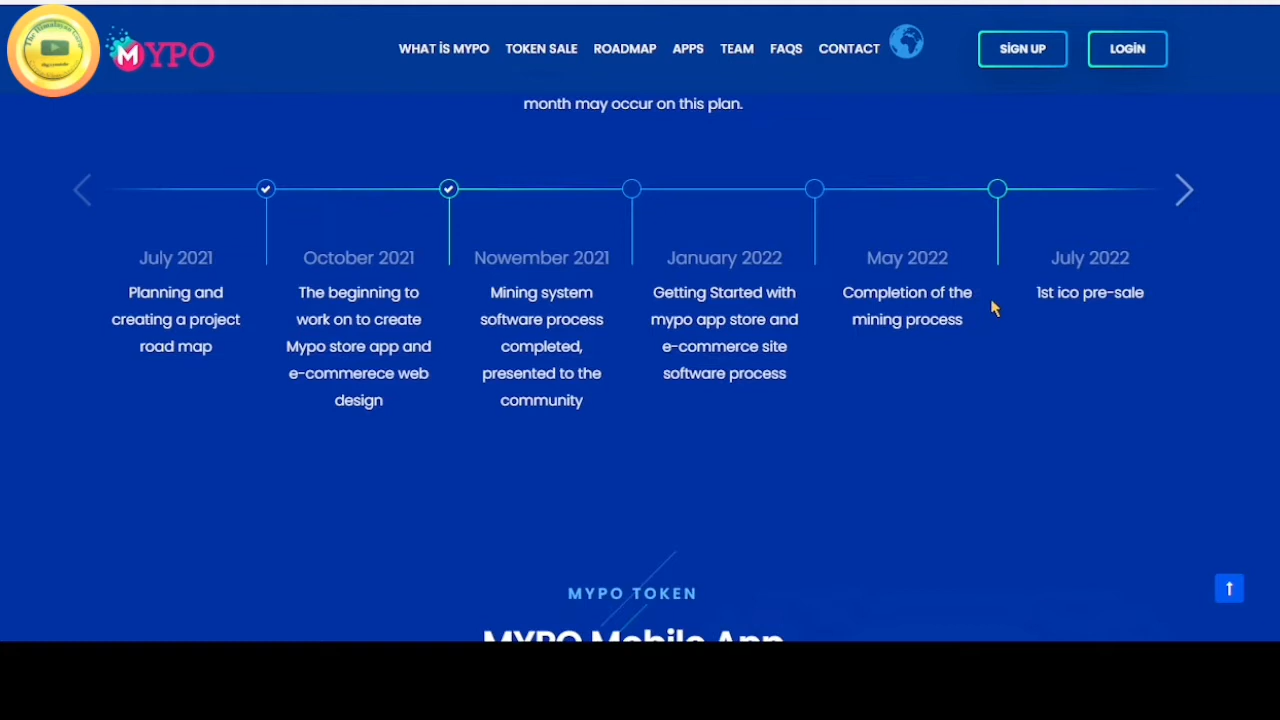 MYPO
WHAT İS MYPO TOKEN SALE ROADMAP APPS TEAM FAQS CONTACT
SİGN UP
LOGİN
month may occur on this plan.
July 2021
Planning and
creating a project
road map
October 2021
The beginning to
work on to create
Mypo store app and
e-commerece web
design
Nowember 2021
Mining system
software process
completed,
presented to the
community
January 2022
Getting Started with
mypo app store and
e-commerce site
software process
May 2022
Completion of the
mining process
July 2022
1st ico pre-sale
MYPO TOKEN
MYPO Mobile App